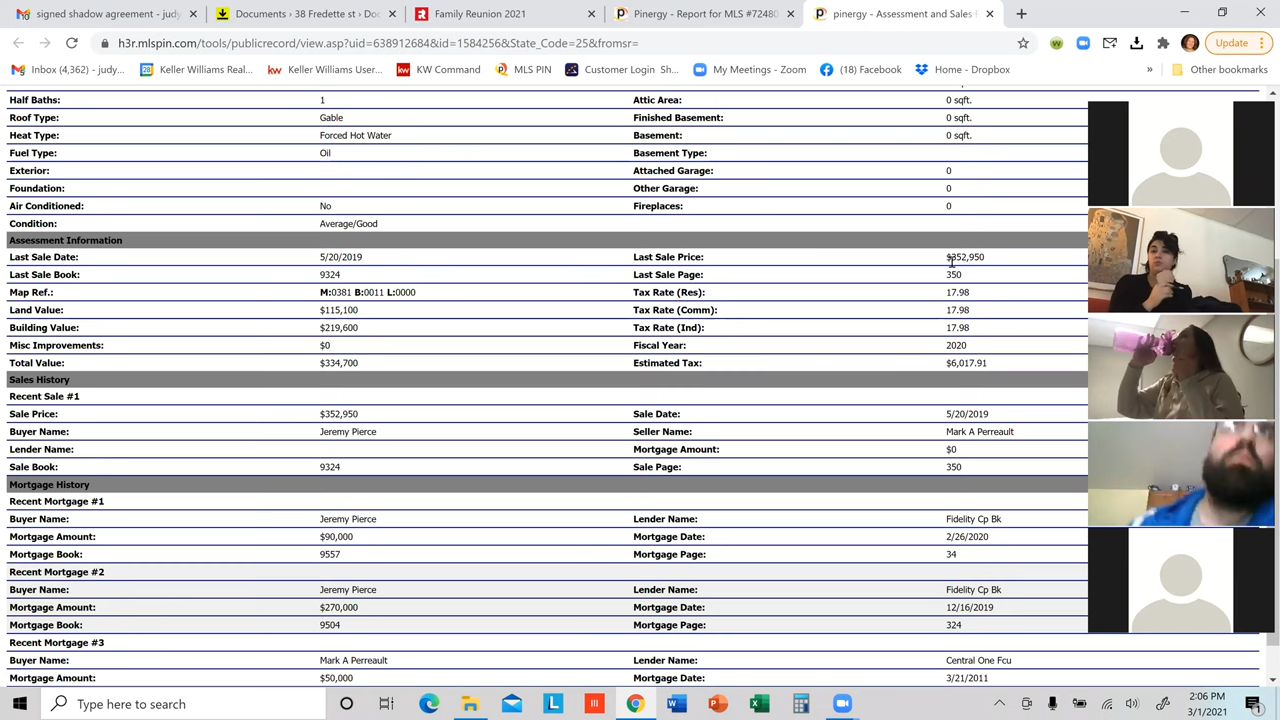 signed shadow agreement - judy
Documents › 38 Fredette st › Doc
Family Reunion 2021
Pinergy - Report for MLS #72480
pinergy - Assessment and Sales
h3r.mlspin.com/tools/publicrecord/view.asp?uid=638912684&id=1584256&State_Code=25&fromsr=
Update
Inbox (4,362) - judy...
Keller Williams Real...
Keller Williams User...
KW Command
MLS PIN
Customer Login Sh...
My Meetings - Zoom
(18) Facebook
Home - Dropbox
»
Other bookmarks
Half Baths: 1 Attic Area: 0 sqft.
Roof Type: Gable Finished Basement: 0 sqft.
Heat Type: Forced Hot Water Basement: 0 sqft.
Fuel Type: Oil Basement Type:
Exterior: Attached Garage: 0
Foundation: Other Garage: 0
Air Conditioned: No Fireplaces: 0
Condition: Average/Good
Assessment Information
Last Sale Date: 5/20/2019 Last Sale Price: $352,950
Last Sale Book: 9324 Last Sale Page: 350
Map Ref.: M:0381 B:0011 L:0000 Tax Rate (Res): 17.98
Land Value: $115,100 Tax Rate (Comm): 17.98
Building Value: $219,600 Tax Rate (Ind): 17.98
Misc Improvements: $0 Fiscal Year: 2020
Total Value: $334,700 Estimated Tax: $6,017.91
Sales History
Recent Sale #1
Sale Price: $352,950 Sale Date: 5/20/2019
Buyer Name: Jeremy Pierce Seller Name: Mark A Perreault
Lender Name: Mortgage Amount: $0
Sale Book: 9324 Sale Page: 350
Mortgage History
Recent Mortgage #1
Buyer Name: Jeremy Pierce Lender Name: Fidelity Cp Bk
Mortgage Amount: $90,000 Mortgage Date: 2/26/2020
Mortgage Book: 9557 Mortgage Page: 34
Recent Mortgage #2
Buyer Name: Jeremy Pierce Lender Name: Fidelity Cp Bk
Mortgage Amount: $270,000 Mortgage Date: 12/16/2019
Mortgage Book: 9504 Mortgage Page: 324
Recent Mortgage #3
Buyer Name: Mark A Perreault Lender Name: Central One Fcu
Mortgage Amount: $50,000 Mortgage Date: 3/21/2011
Type here to search
2:06 PM
3/1/2021